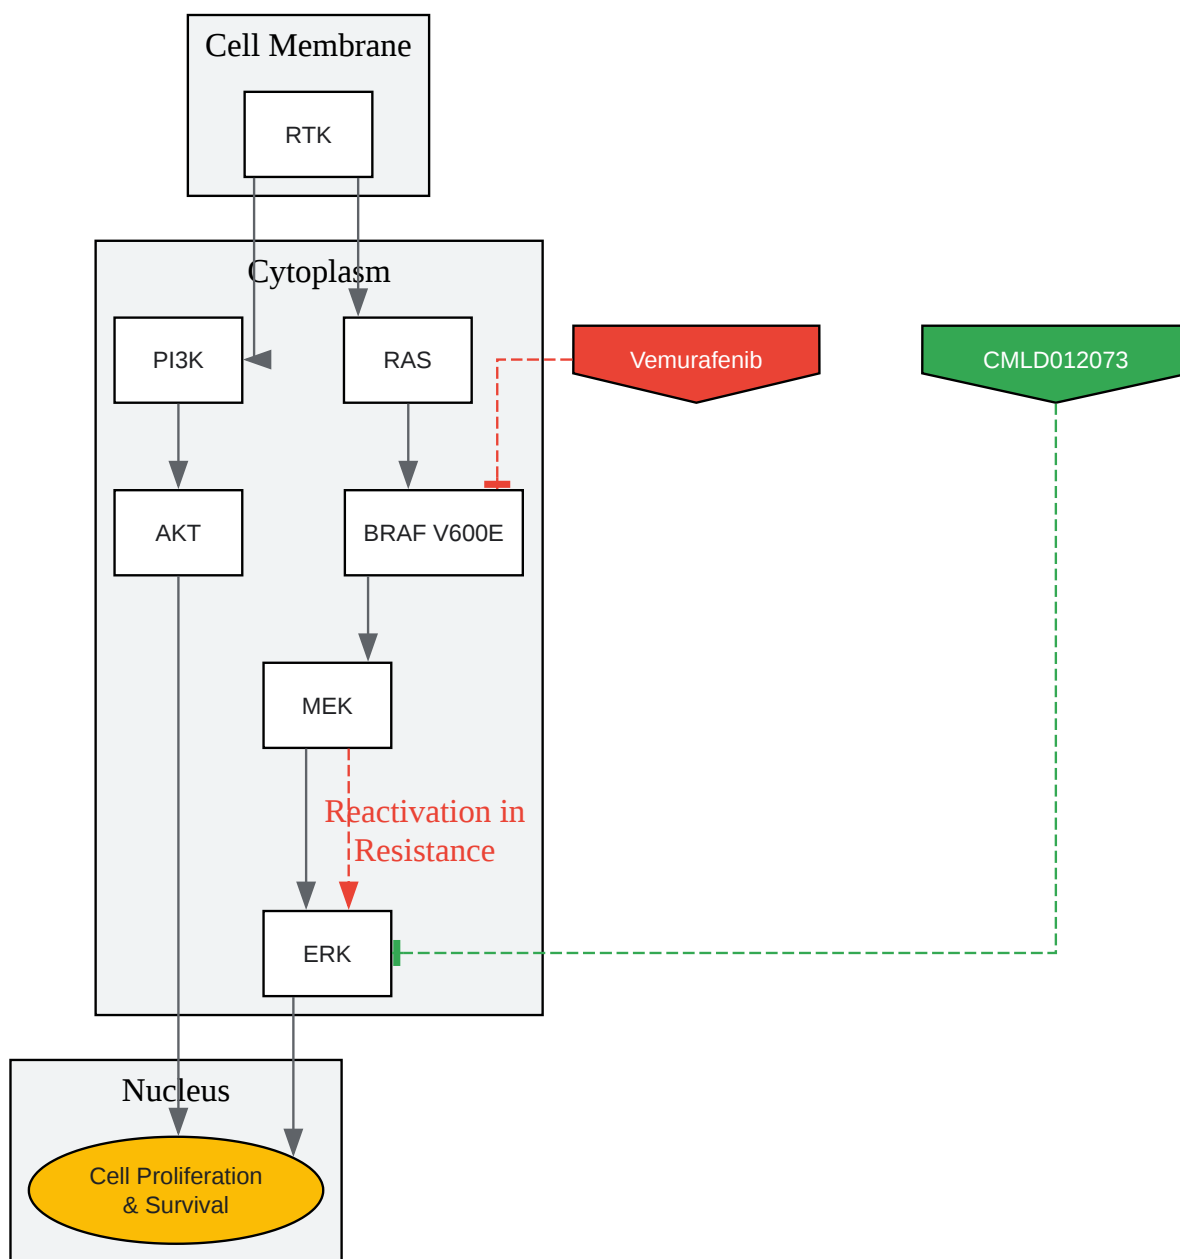 Cell Membrane
RTK
Cytoplasm
PI3K
RAS
Vemurafenib
CMLD012073
AKT
BRAF V600E
MEK
Reactivation in
Resistance
ERK
Nucleus
Cell Proliferation
& Survival